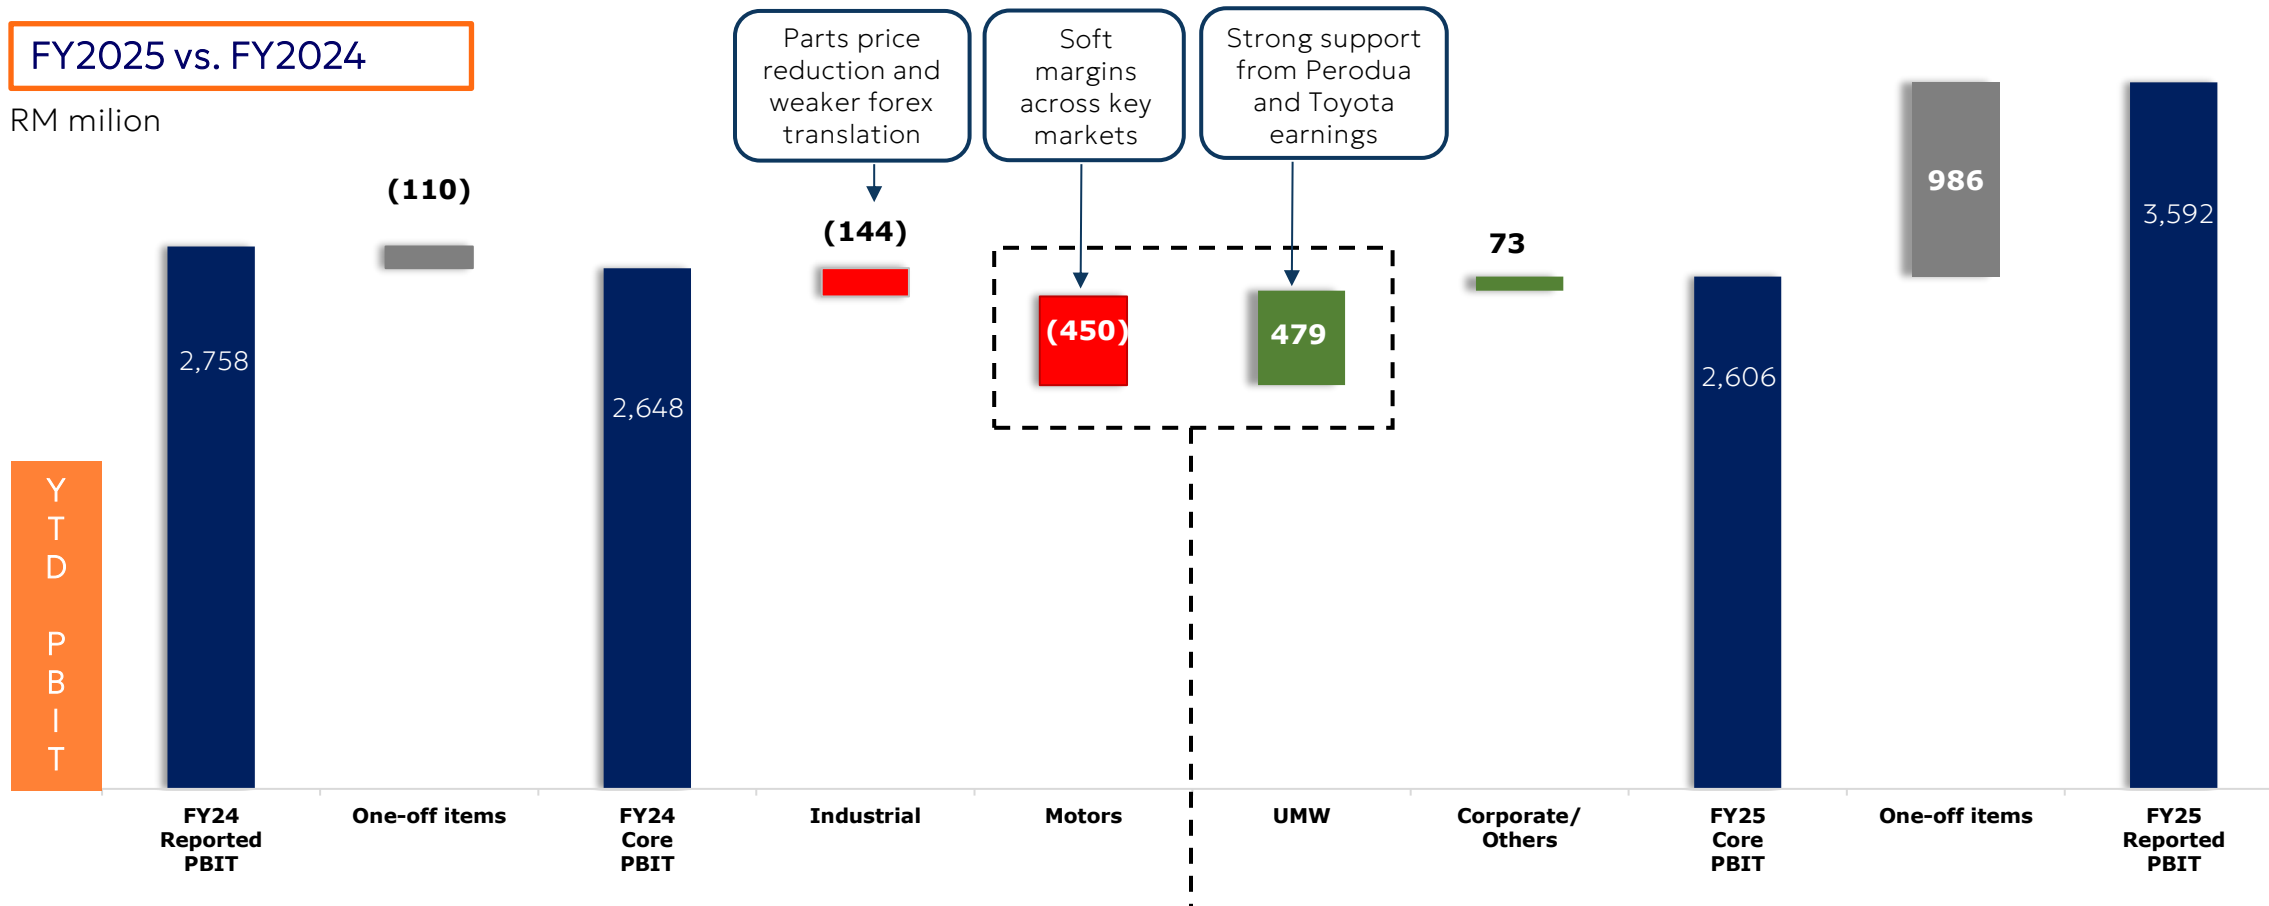 FY2025 vs. FY2024
RM milion
Parts price
reduction and
weaker forex
translation
Soft
margins
across key
markets
Strong support
from Perodua
and Toyota
earnings
(110)
(144)
(450)
479
73
986
2,758
2,648
2,606
3,592
Y
T
D
P
B
I
T
FY24
Reported
PBIT
One-off items
FY24
Core
PBIT
Industrial
Motors
UMW
Corporate/
Others
FY25
Core
PBIT
One-off items
FY25
Reported
PBIT